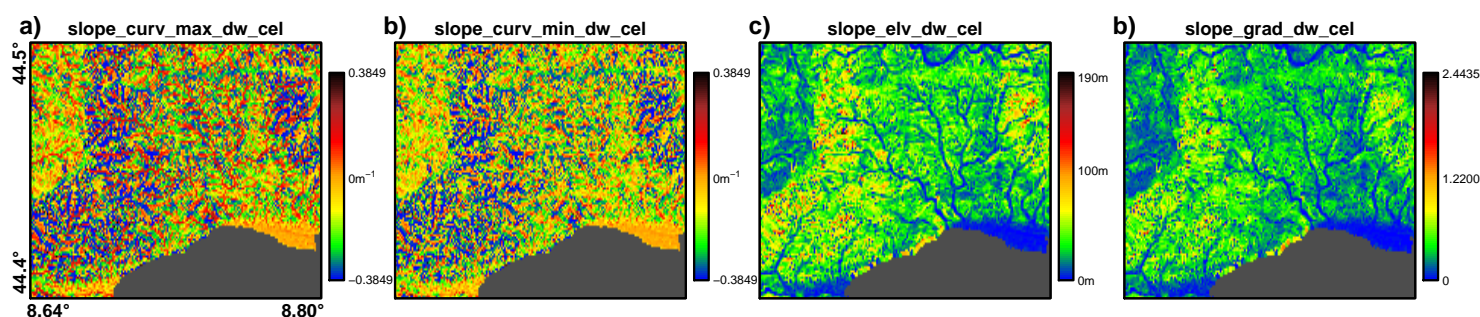 a) slope_curv_max_dw_cel
b) slope_curv_min_dw_cel
c) slope_elv_dw_cel
b) slope_grad_dw_cel
44.5°
44.4°
8.64°
8.80°
0.3849
0m⁻¹
−0.3849
0.3849
0m⁻¹
−0.3849
190m
100m
0m
2.4435
1.2200
0